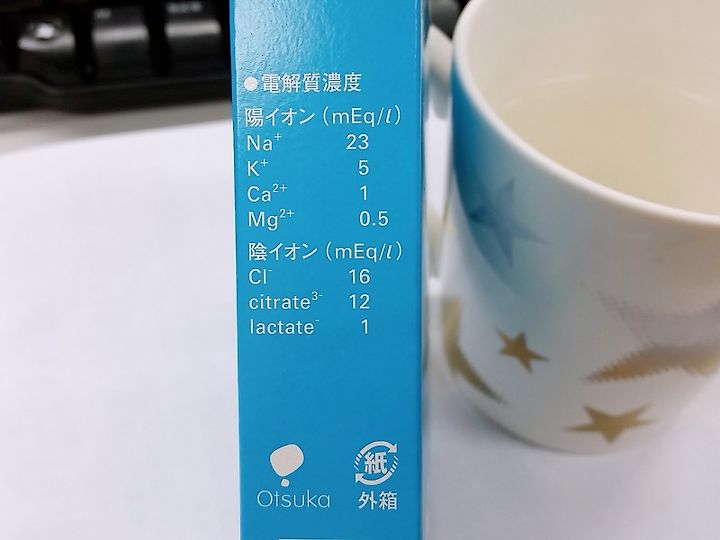 ●電解質濃度
陽イオン (mEq/l)
Na+ 23
K+ 5
Ca2+ 1
Mg2+ 0.5
陰イオン (mEq/l)
Cl- 16
citrate3- 12
lactate- 1
Otsuka
紙
外箱